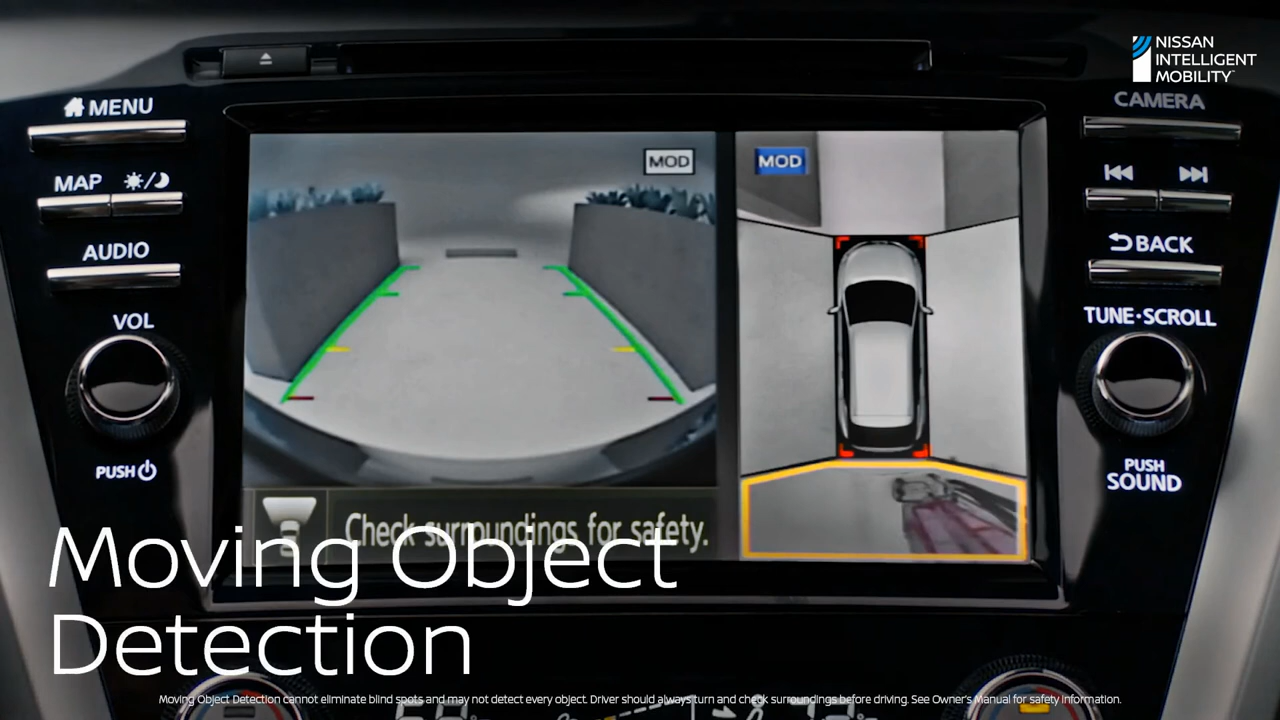 NISSAN
INTELLIGENT
MOBILITY
MENU
CAMERA
MOD
MOD
MAP
AUDIO
BACK
VOL
TUNE•SCROLL
PUSH
PUSH
SOUND
Check surroundings for safety.
Moving Object
Detection
Moving Object Detection cannot eliminate blind spots and may not detect every object. Driver should always turn and check surroundings before driving. See Owner's Manual for safety information.